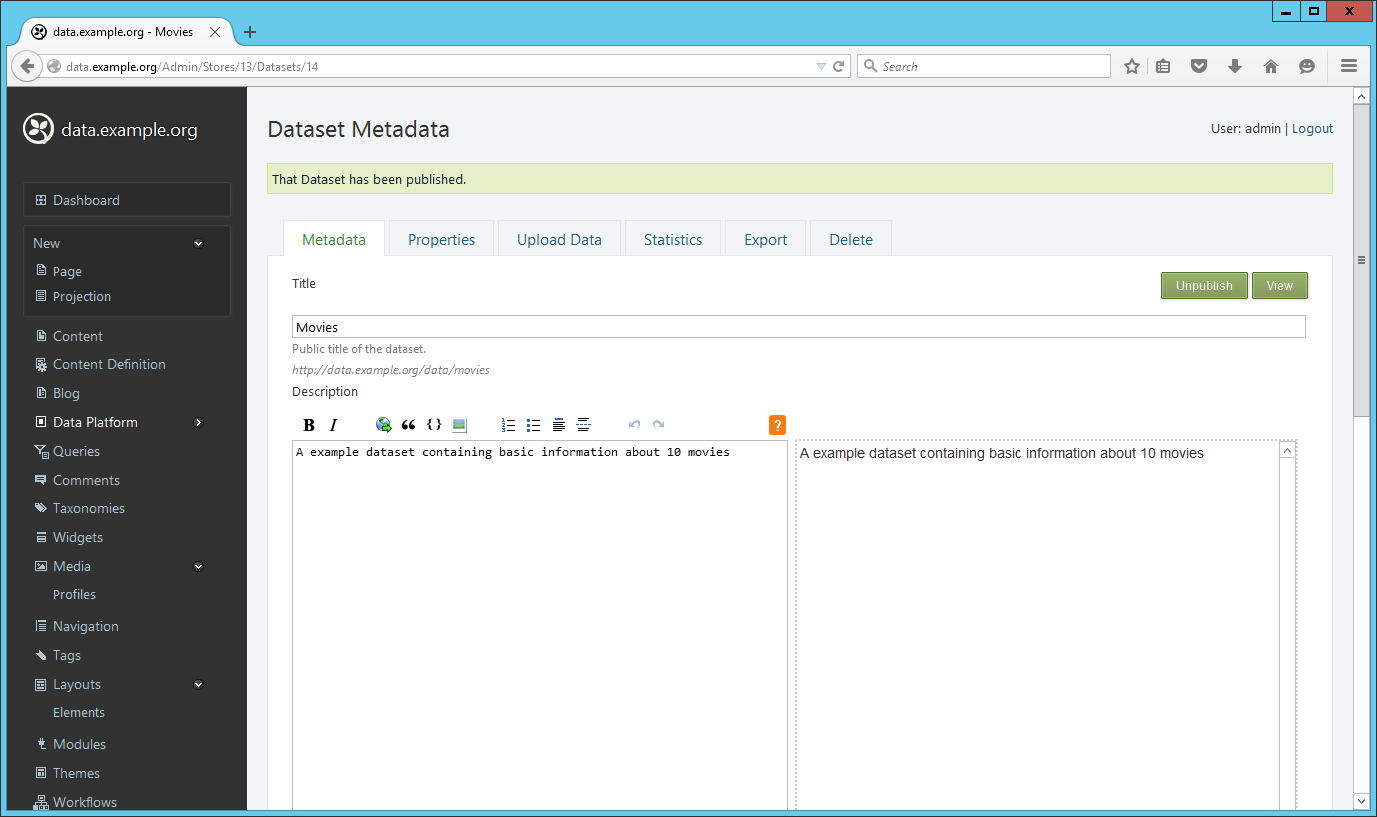 data.example.org - Movies
data.example.org/Admin/Stores/13/Datasets/14
Search
data.example.org
Dashboard
New
Page
Projection
Content
Content Definition
Blog
Data Platform
Queries
Comments
Taxonomies
Widgets
Media
Profiles
Navigation
Tags
Layouts
Elements
Modules
Themes
Workflows
Dataset Metadata
User: admin | Logout
That Dataset has been published.
Metadata Properties Upload Data Statistics Export Delete
Title
Unpublish View
Movies
Public title of the dataset.
http://data.example.org/data/movies
Description
B I
?
A example dataset containing basic information about 10 movies
A example dataset containing basic information about 10 movies